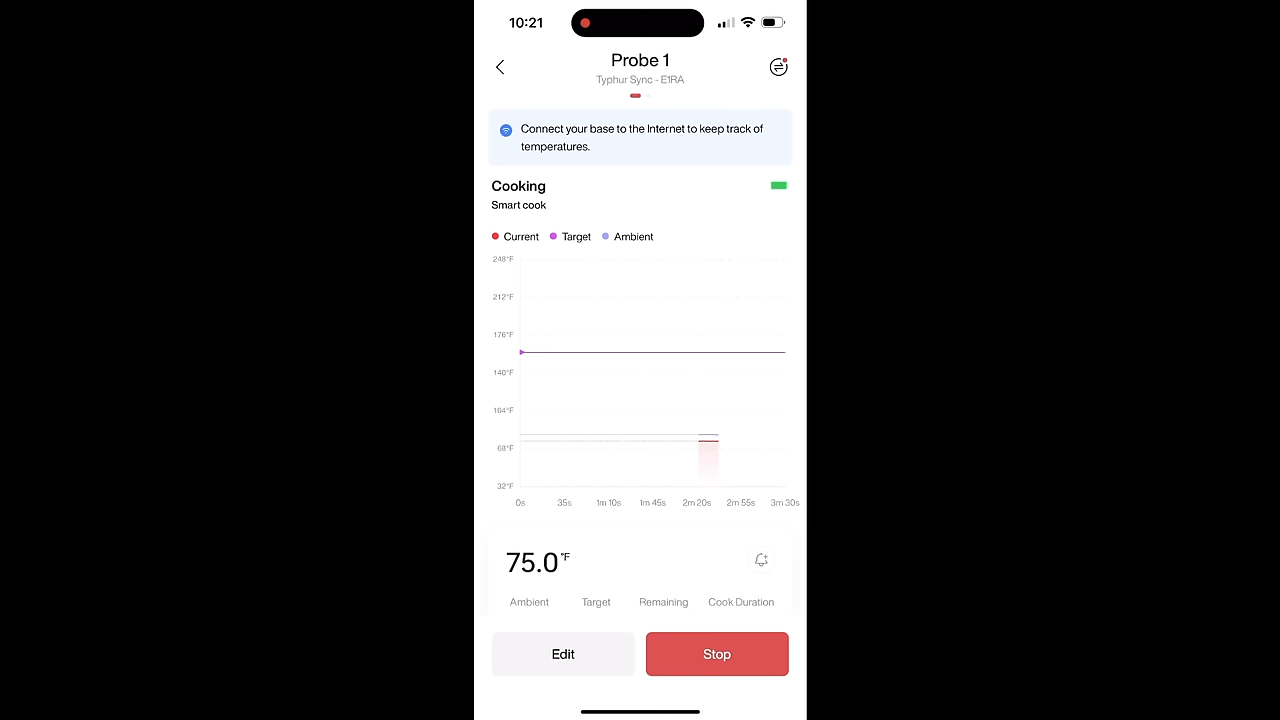 10:21
Probe 1
Typhur Sync - E1RA
Connect your base to the Internet to keep track of
temperatures.
Cooking
Smart cook
Current Target Ambient
248°F
212°F
176°F
140°F
104°F
68°F
32°F
0s 35s 1m 10s 1m 45s 2m 20s 2m 55s 3m 30s
75.0°F
Ambient Target Remaining Cook Duration
Edit Stop